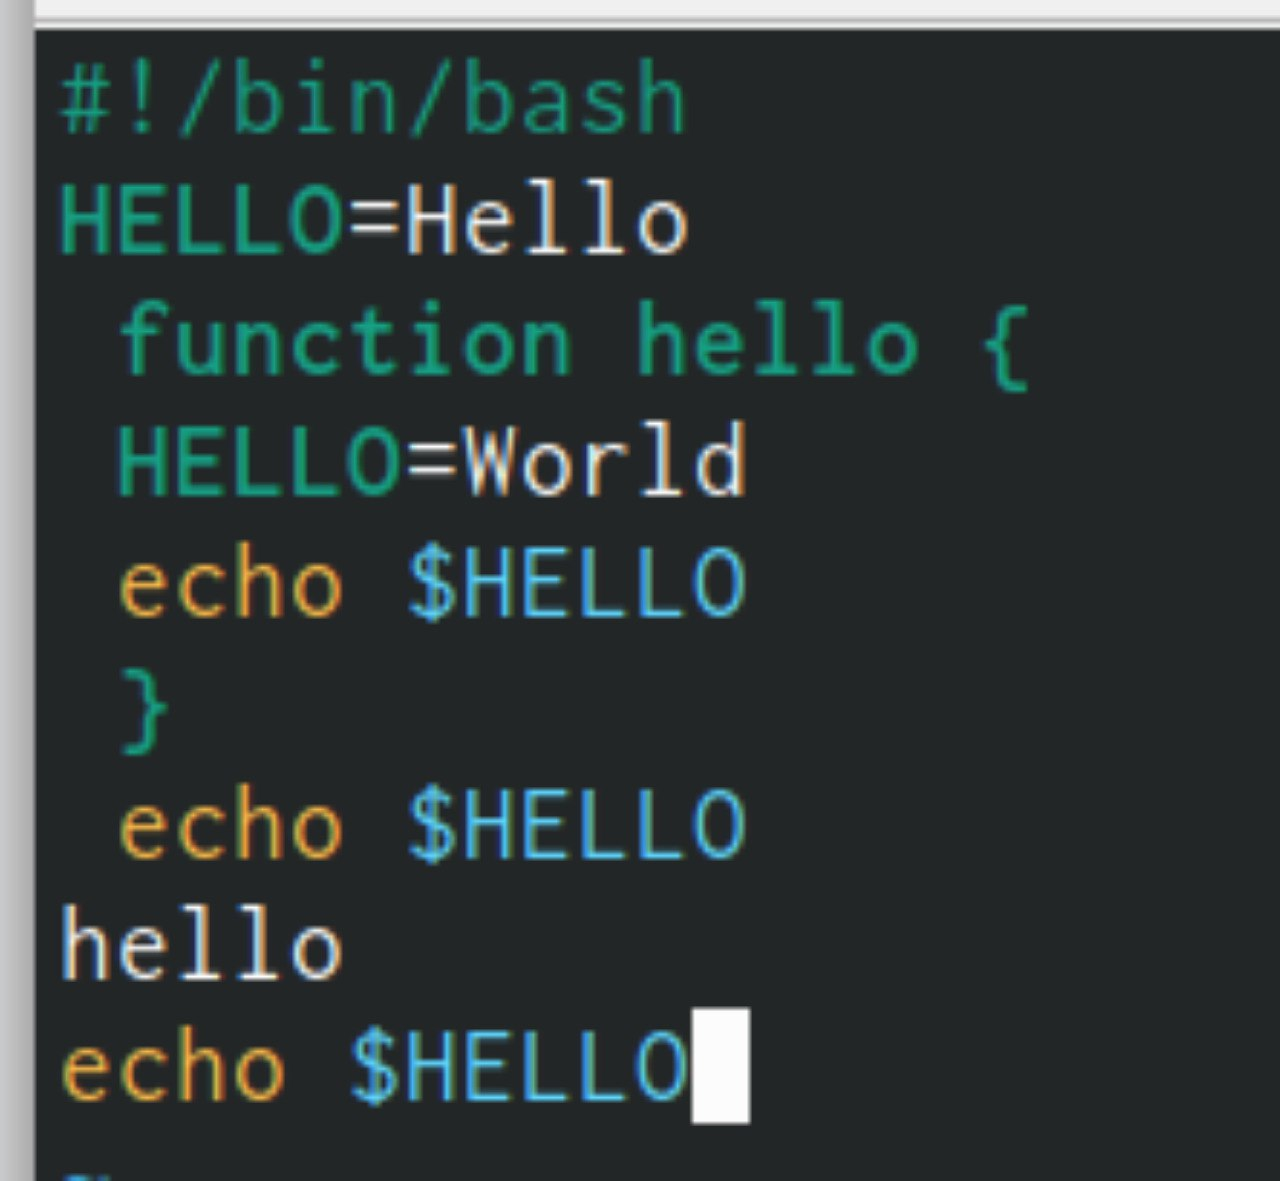 #!/bin/bash
HELLO=Hello
 function hello {
 HELLO=World
 echo $HELLO
 }
 echo $HELLO
hello
echo $HELLO